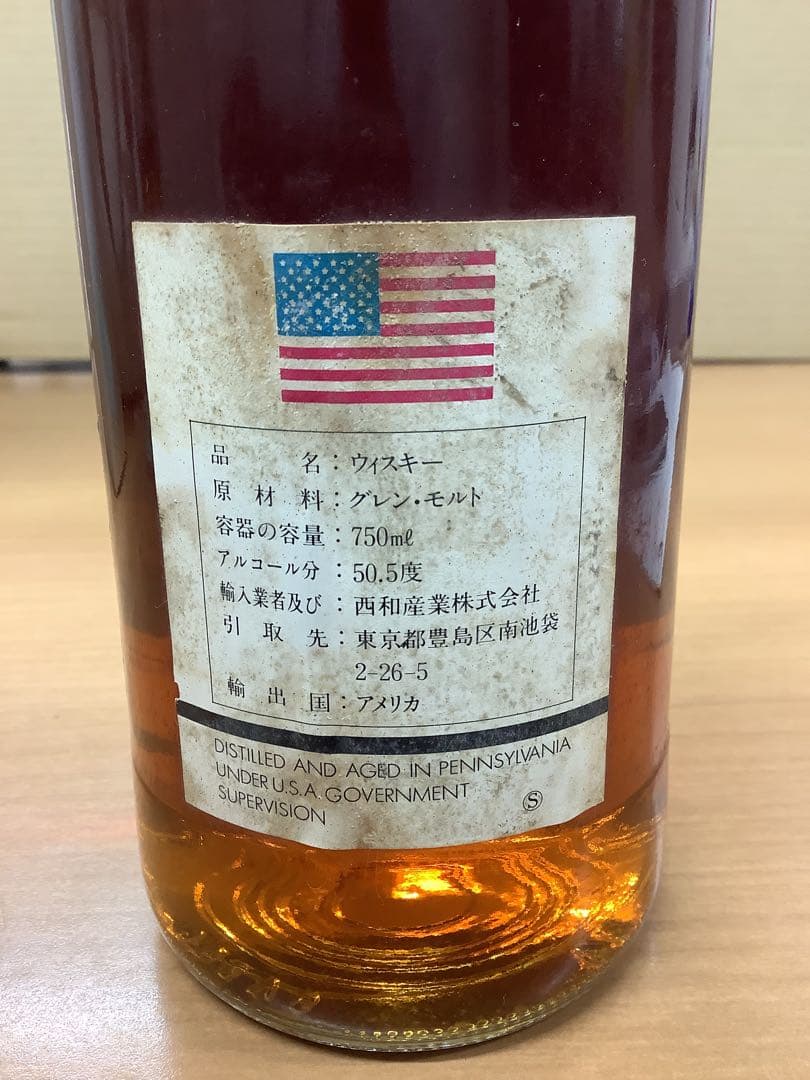 品名：ウィスキー
原材料：グレン・モルト
容器の容量：750mℓ
アルコール分：50.5度
輸入業者及び：西和産業株式会社
引取先：東京都豊島区南池袋
2-26-5
輸出国：アメリカ
DISTILLED AND AGED IN PENNSYLVANIA
UNDER U.S.A. GOVERNMENT
SUPERVISION
Ⓢ